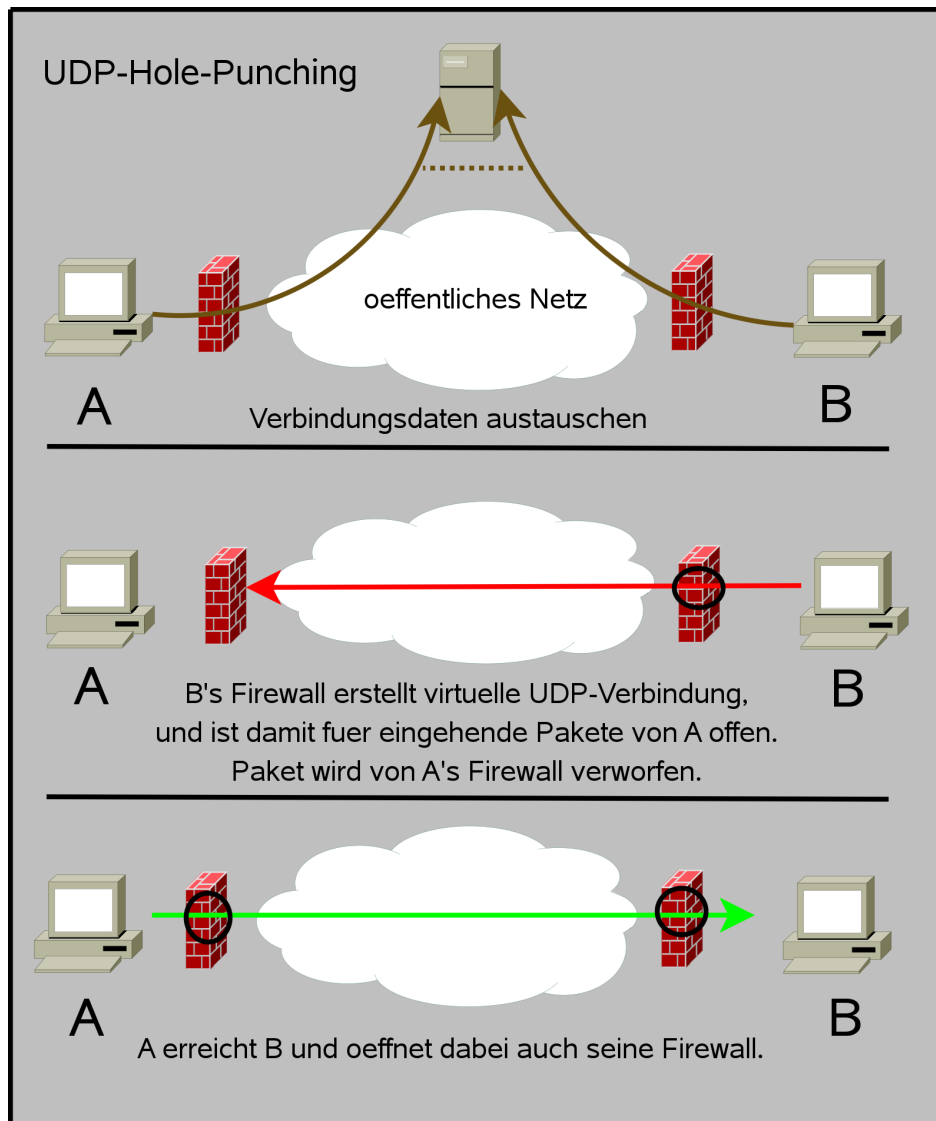 UDP-Hole-Punching
oeffentliches Netz
A
B
Verbindungsdaten austauschen
A
B
B's Firewall erstellt virtuelle UDP-Verbindung,
und ist damit fuer eingehende Pakete von A offen.
Paket wird von A's Firewall verworfen.
A
B
A erreicht B und oeffnet dabei auch seine Firewall.